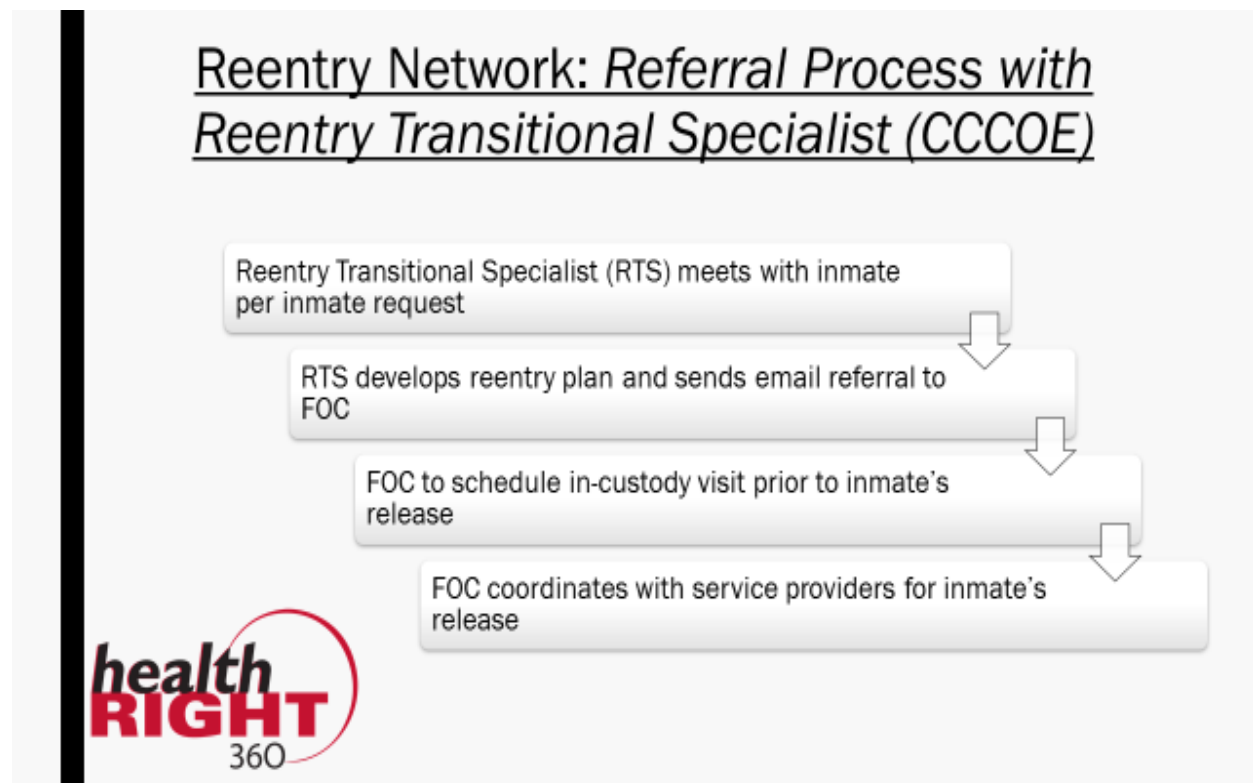 Reentry Network: Referral Process with
Reentry Transitional Specialist (CCCOE)
Reentry Transitional Specialist (RTS) meets with inmate
per inmate request
RTS develops reentry plan and sends email referral to
FOC
FOC to schedule in-custody visit prior to inmate's
release
FOC coordinates with service providers for inmate's
release
health
RIGHT
360